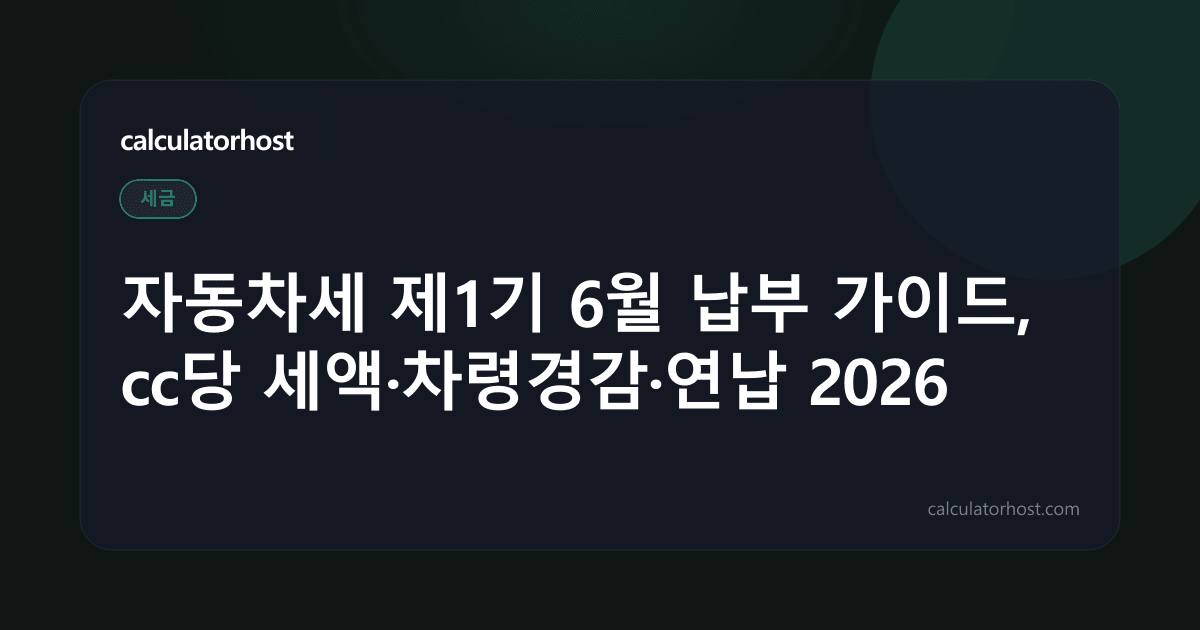 calculatorhost
세금
자동차세 제1기 6월 납부 가이드,
cc당 세액·차령경감·연납 2026
calculatorhost.com